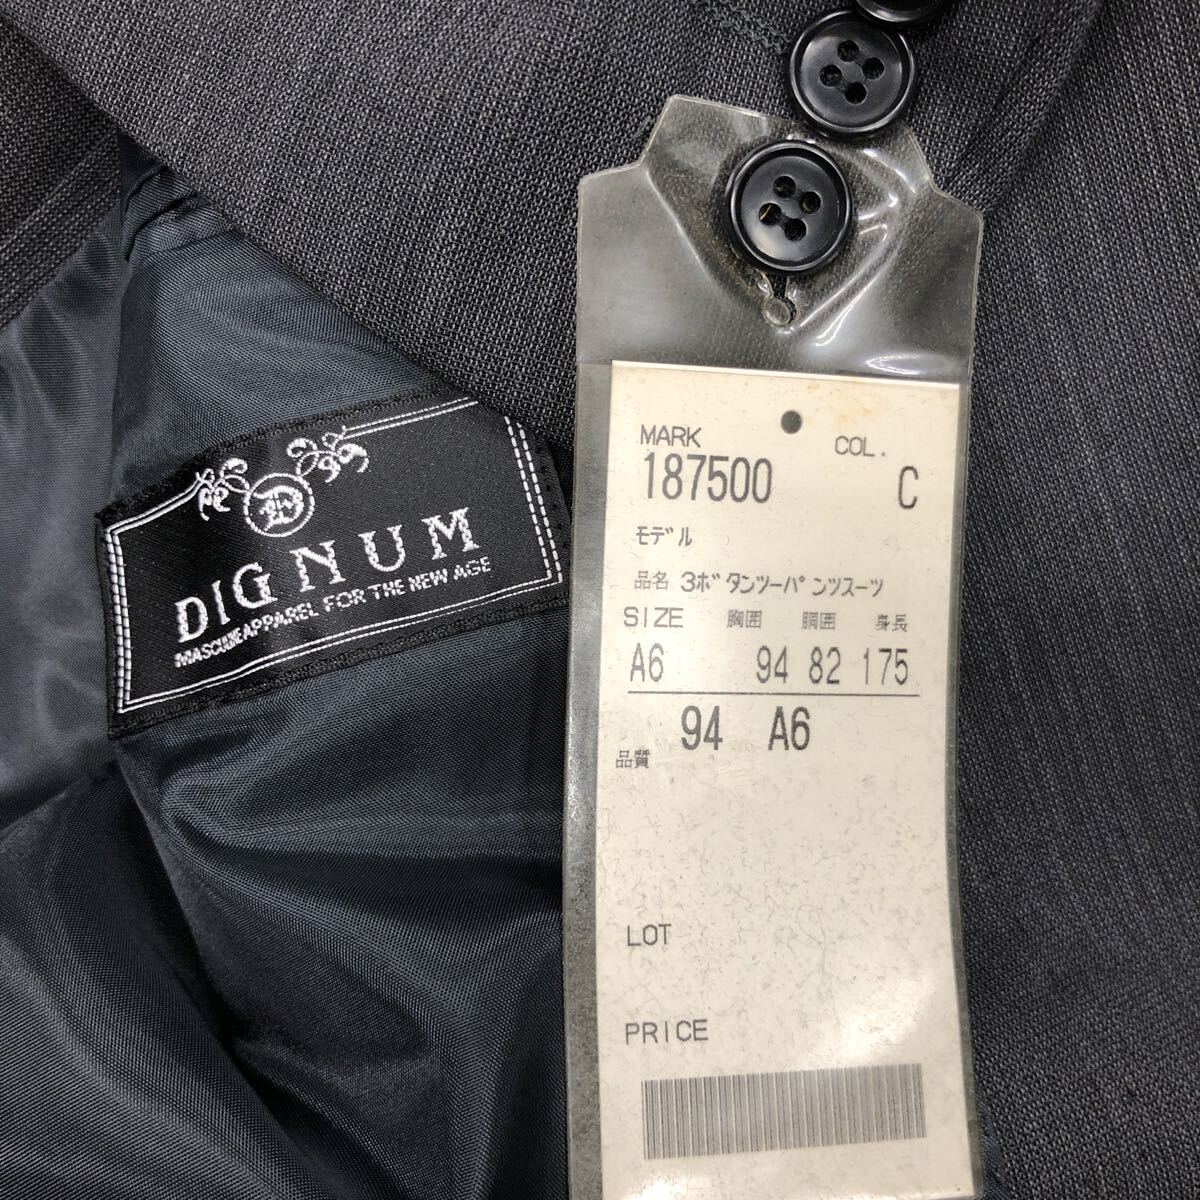 D
DIGNUM
MASCULINE APPAREL FOR THE NEW AGE
MARK COL.
187500 C
モデル
品名 3ボタンツーパンツスーツ
SIZE 胸囲 胴囲 身長
A6 94 82 175
94 A6
品質
LOT
PRICE